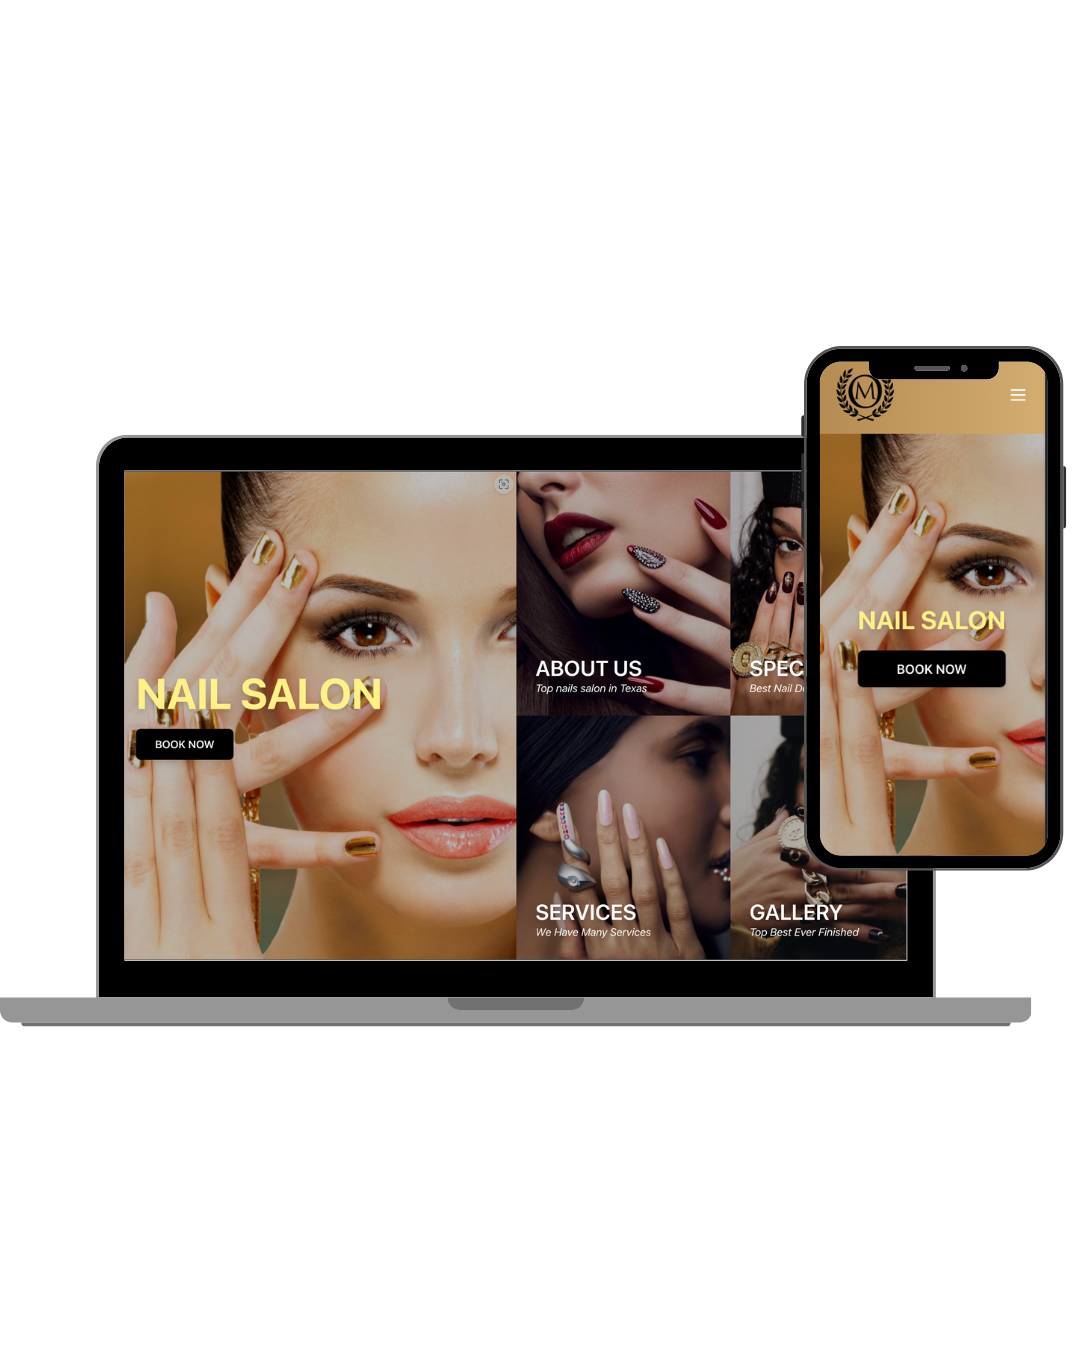 NAIL SALON
BOOK NOW
ABOUT US
Top nails salon in Texas
SPEC
Best Nail
SERVICES
We Have Many Services
GALLERY
Top Best Ever Finished
M
NAIL SALON
BOOK NOW